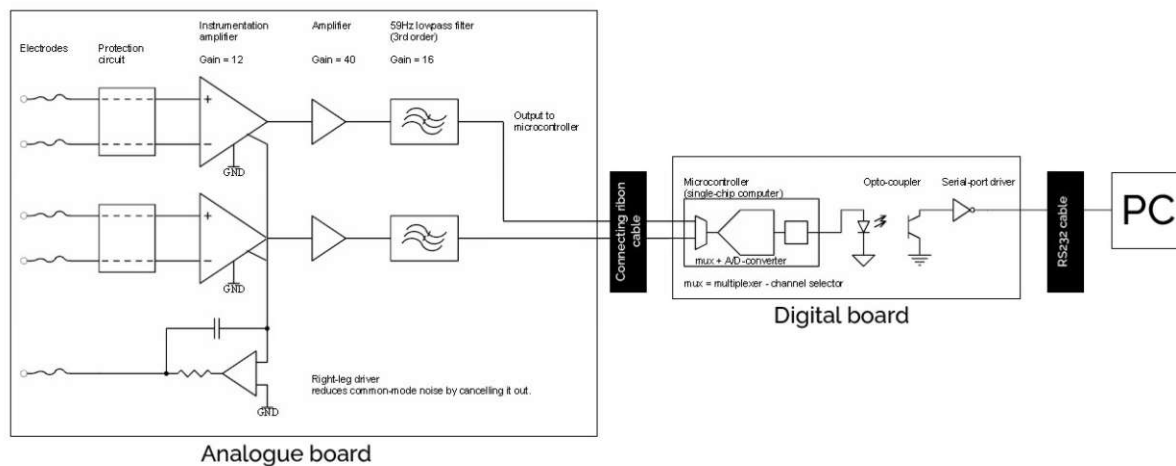 Electrodes
Protection
circuit
Instrumentation
amplifier
Gain = 12
Amplifier
Gain = 40
59Hz lowpass filter
(3rd order)
Gain = 16
+
−
GND
Output to
microcontroller
+
−
GND
GND
Right-leg driver
reduces common-mode noise by cancelling it out.
Analogue board
Connecting ribon
cable
Microcontroller
(single-chip computer)
Opto-coupler
Serial-port driver
mux + A/D-converter
mux = multiplexer - channel selector
Digital board
RS232 cable
PC